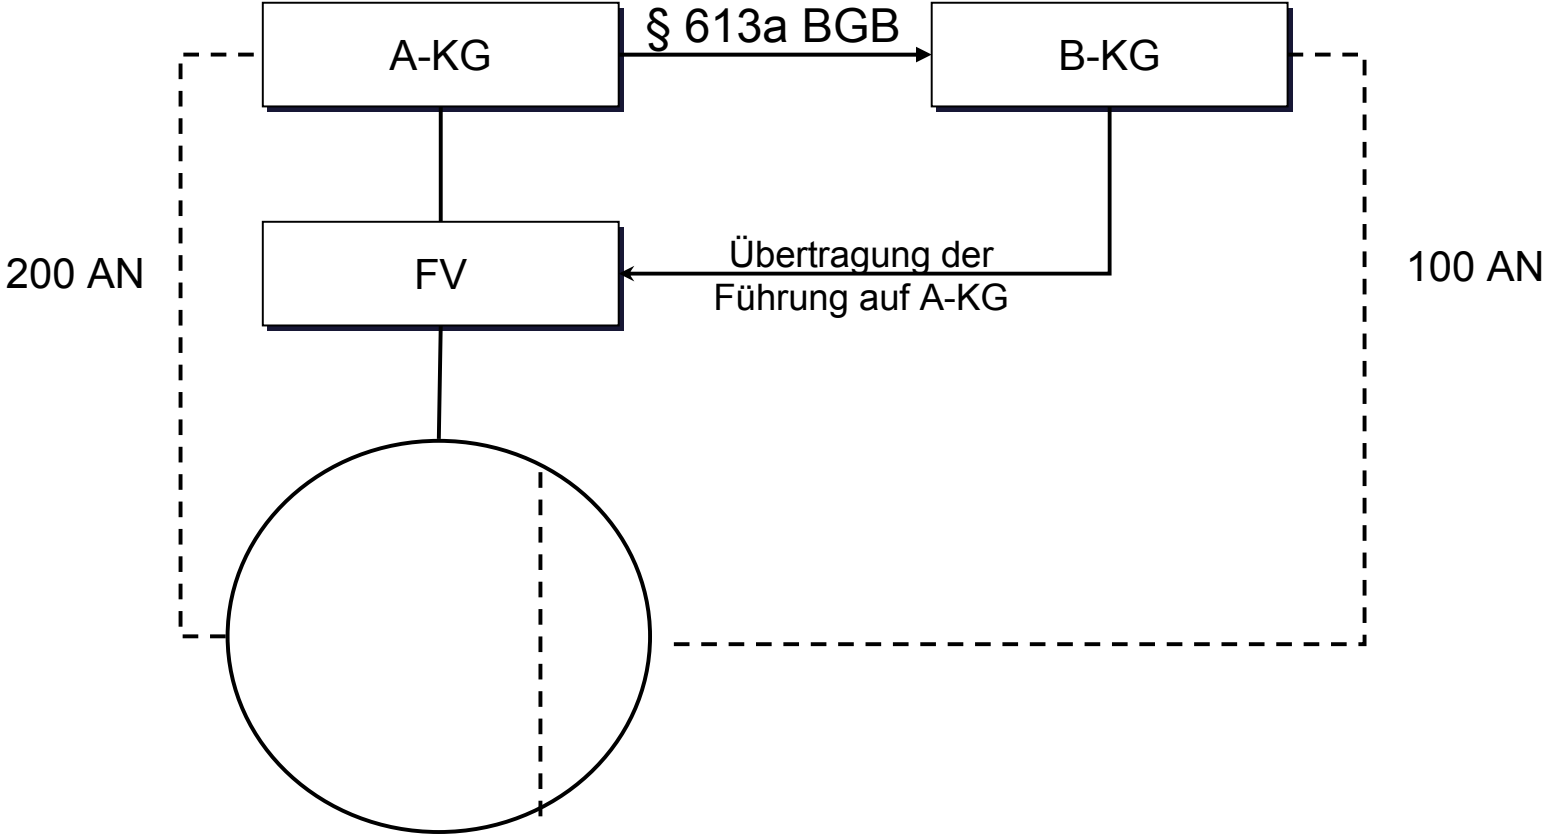 A-KG
§ 613a BGB
B-KG
200 AN
FV
Übertragung der
Führung auf A-KG
100 AN